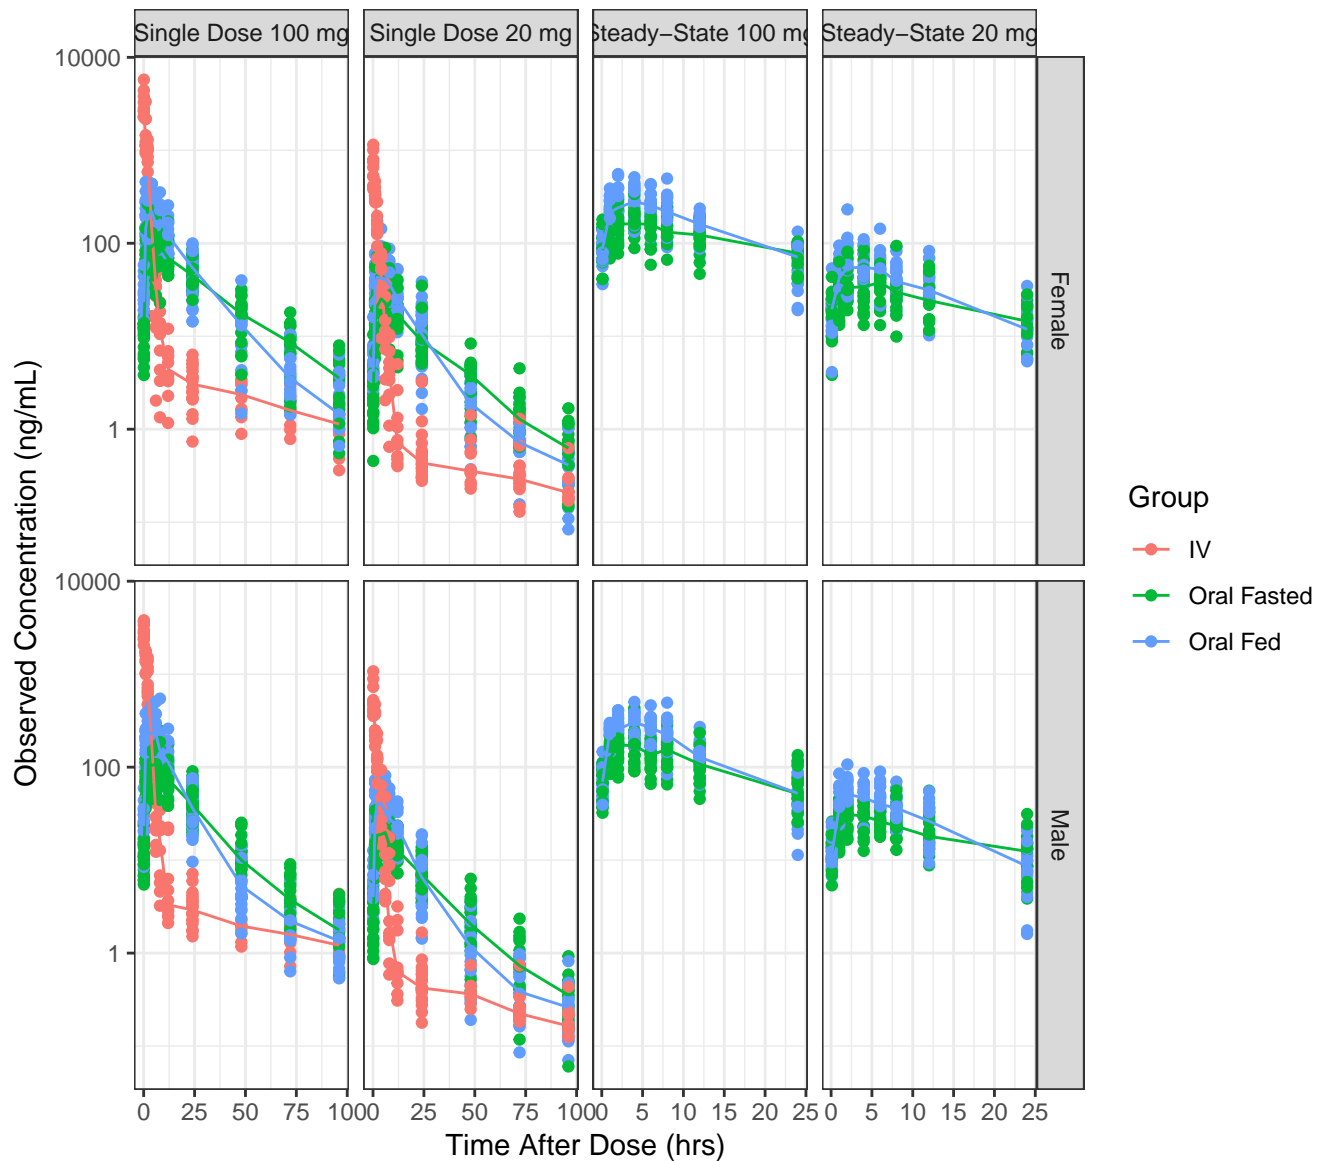 Single Dose 100 mg
Single Dose 20 mg
Steady−State 100 mg
Steady−State 20 mg
10000
100
1
Female
10000
100
1
Male
0 25 50 75 100
0 25 50 75 100
0 5 10 15 20 25
0 5 10 15 20 25
Time After Dose (hrs)
Observed Concentration (ng/mL)
Group
IV
Oral Fasted
Oral Fed